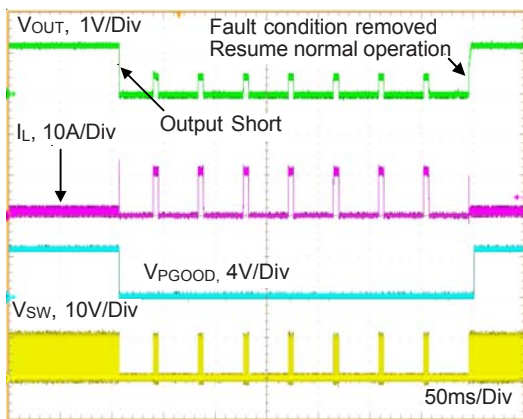 VOUT, 1V/Div
Fault condition removed
Resume normal operation
Output Short
IL, 10A/Div
VPGOOD, 4V/Div
VSW, 10V/Div
50ms/Div